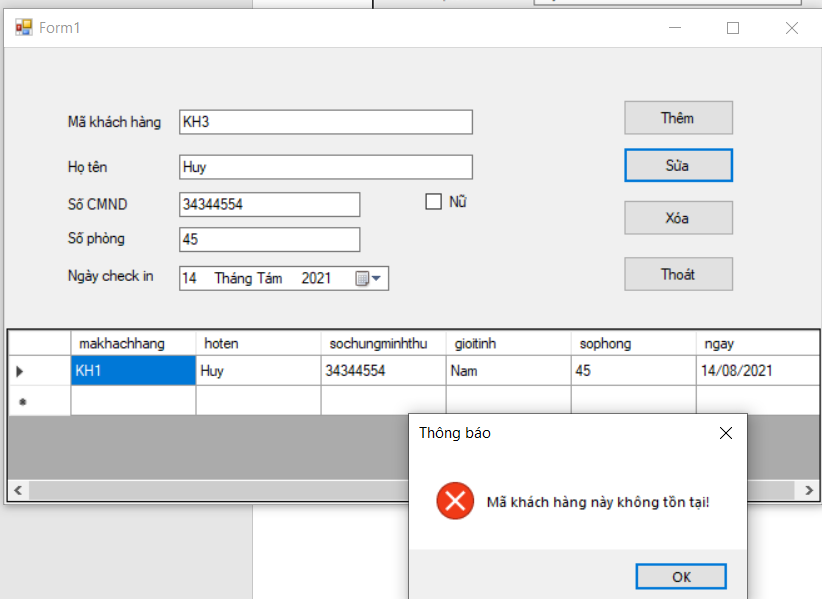 Form1
Mã khách hàng KH3
Thêm
Họ tên Huy
Sửa
Số CMND 34344554
Nữ
Xóa
Số phòng 45
Ngày check in 14 Tháng Tám 2021
Thoát
makhachhang hoten sochungminhthu gioitinh sophong ngay
KH1 Huy 34344554 Nam 45 14/08/2021
Thông báo
Mã khách hàng này không tồn tại!
OK